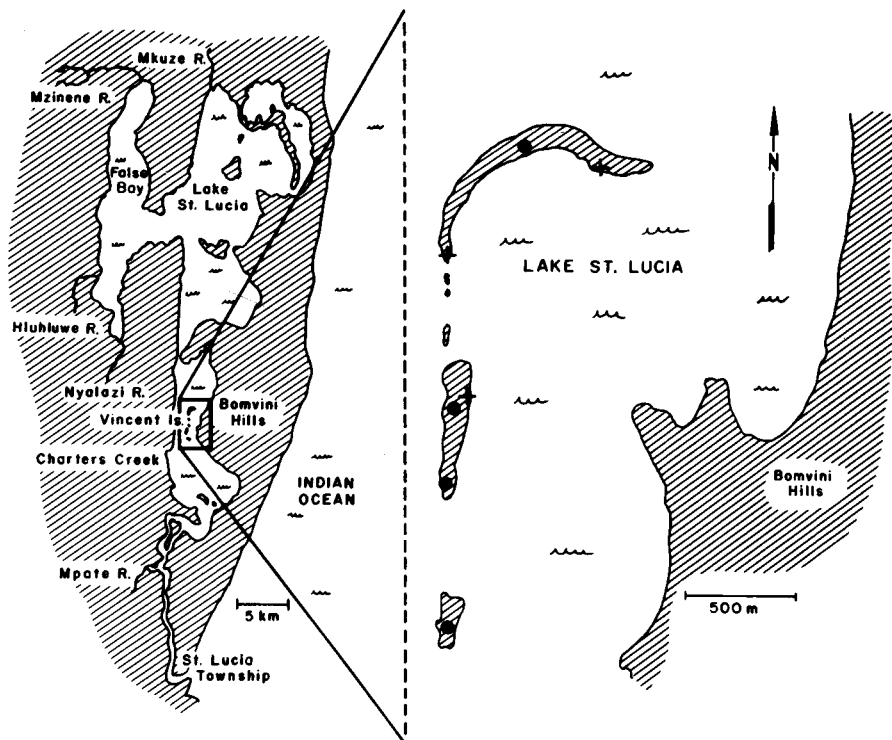 Mkuze R.
Mzinene R.
False
Bay
Lake
St. Lucia
Hluhluwe R.
Nyalazi R.
Vincent Is.
Bomvini
Hills
Charters Creek
INDIAN
OCEAN
Mpate R.
5 km
St. Lucia
Township
N
LAKE ST. LUCIA
Bomvini
Hills
500 m